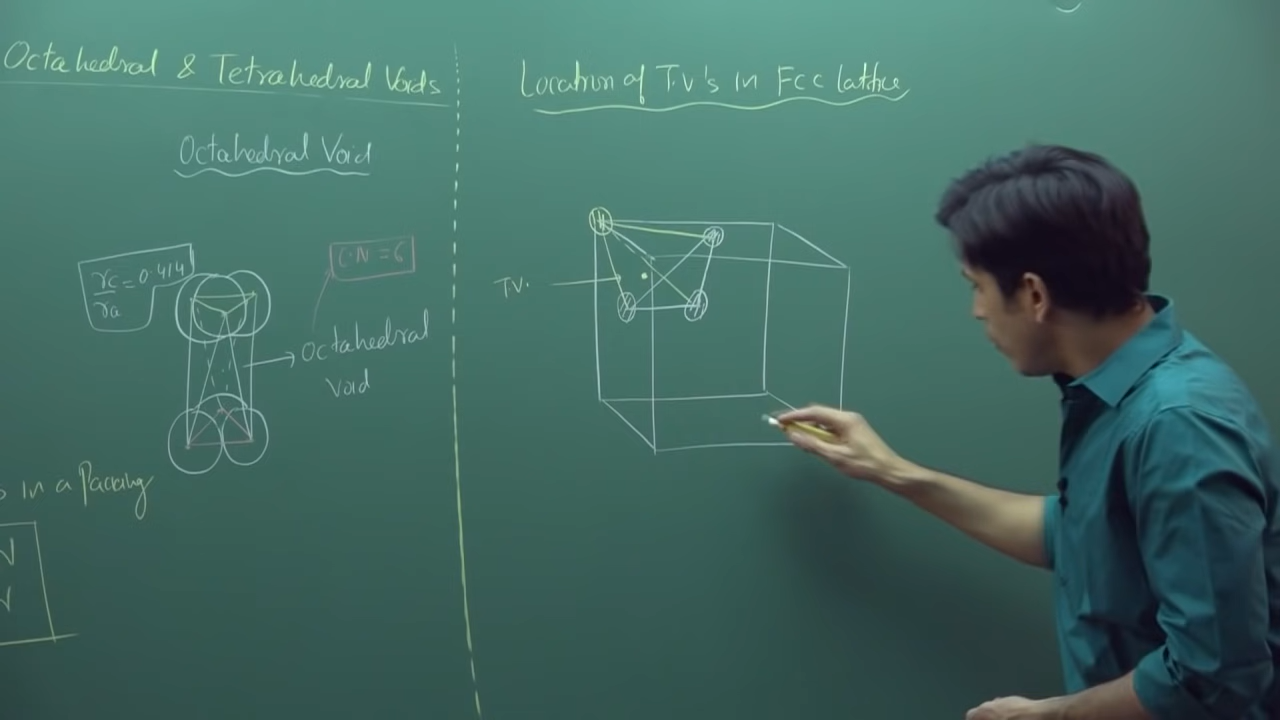 Octahedral & Tetrahedral Voids
Octahedral Void
rc/ra = 0.414
C.N = 6
Octahedral
Void
s in a Packing
N
N
Location of T.V's in Fcc lattice
T.V.